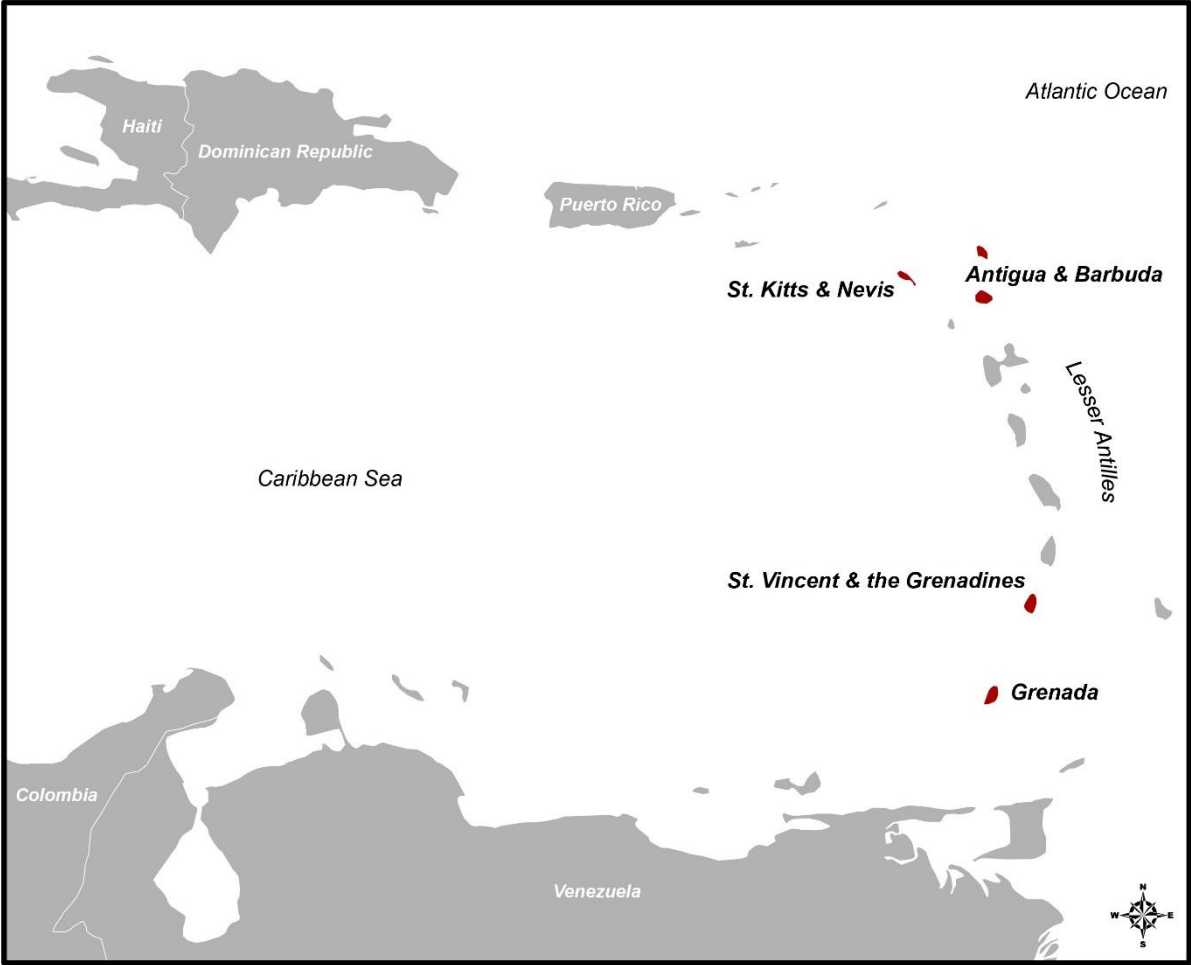 Atlantic Ocean
Haiti
Dominican Republic
Puerto Rico
St. Kitts & Nevis
Antigua & Barbuda
Lesser Antilles
Caribbean Sea
St. Vincent & the Grenadines
Grenada
Colombia
Venezuela
N
W
E
S